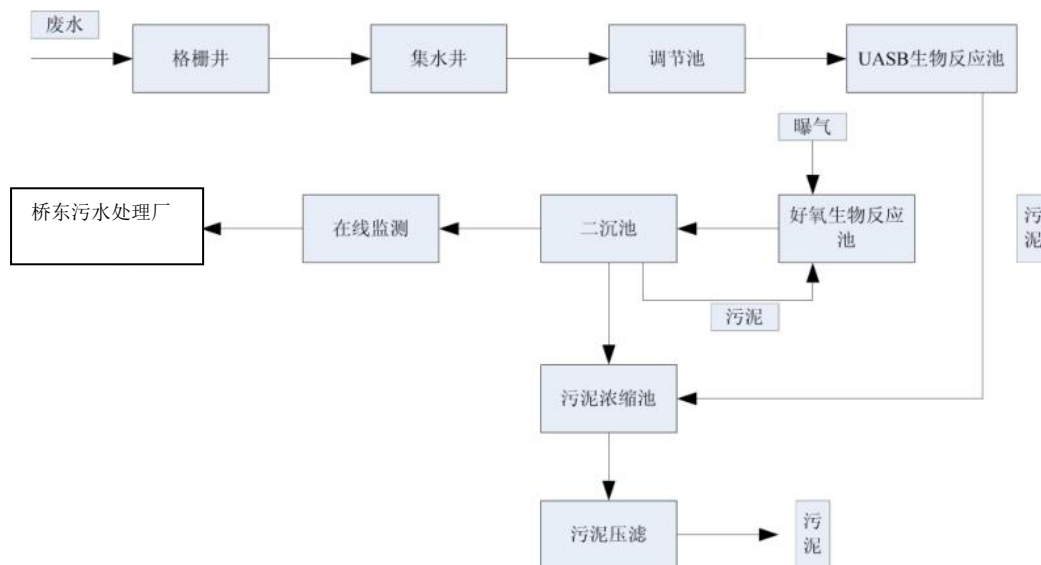 废水
格栅井
集水井
调节池
UASB生物反应池
曝气
桥东污水处理厂
在线监测
二沉池
好氧生物反应
池
污
泥
污泥
污泥浓缩池
污泥压滤
污
泥